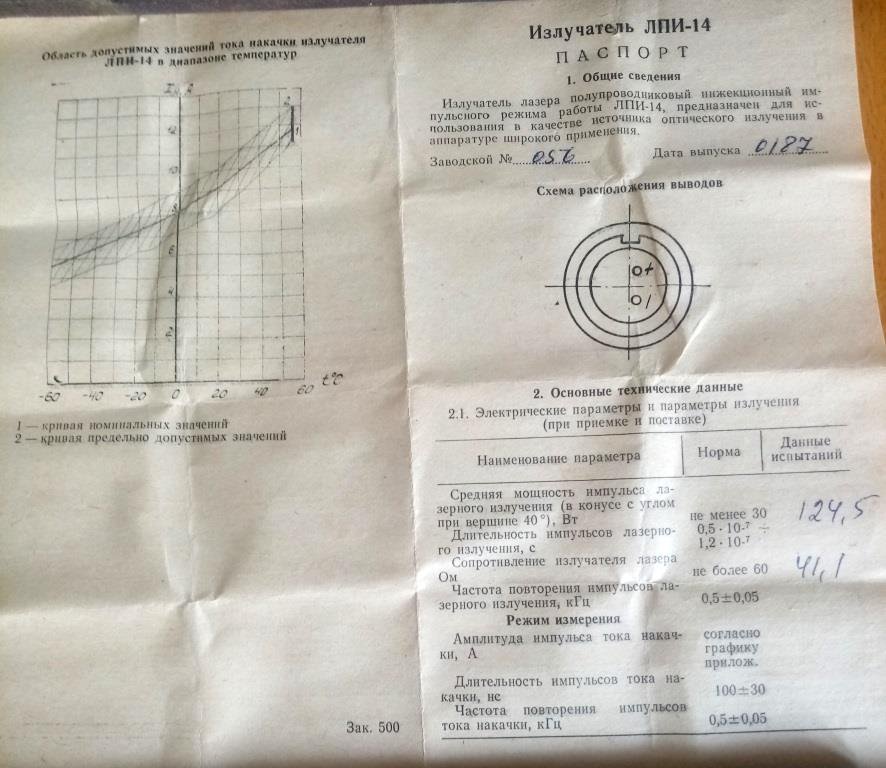 Область допустимых значений тока накачки излучателя
ЛПИ-14 в диапазоне температур
2
1
12
10
8
6
4
2
-60 -40 -20 0 20 40 60 t°C
1 — кривая номинальных значений
2 — кривая предельно допустимых значений
Зак. 500
Излучатель ЛПИ-14
ПАСПОРТ
1. Общие сведения
Излучатель лазера полупроводниковый инжекционный им-
пульсного режима работы ЛПИ-14, предназначен для ис-
пользования в качестве источника оптического излучения в
аппаратуре широкого применения.
Заводской № 056 Дата выпуска 0187
Схема расположения выводов
+
2. Основные технические данные
2.1. Электрические параметры и параметры излучения
(при приемке и поставке)
Наименование параметра Норма Данные
испытаний
Средняя мощность импульса ла-
зерного излучения (в конусе с углом
при вершине 40°), Вт не менее 30 124,5
Длительность импульсов лазерно- 0,5·10-⁷ ÷
го излучения, с 1,2·10-⁷
Сопротивление излучателя лазера
Ом не более 60 41,1
Частота повторения импульсов ла-
зерного излучения, кГц 0,5±0,05
Режим измерения
Амплитуда импульса тока накач- согласно
ки, А графику
прилож.
Длительность импульсов тока на-
качки, нс 100±30
Частота повторения импульсов
тока накачки, кГц 0,5±0,05